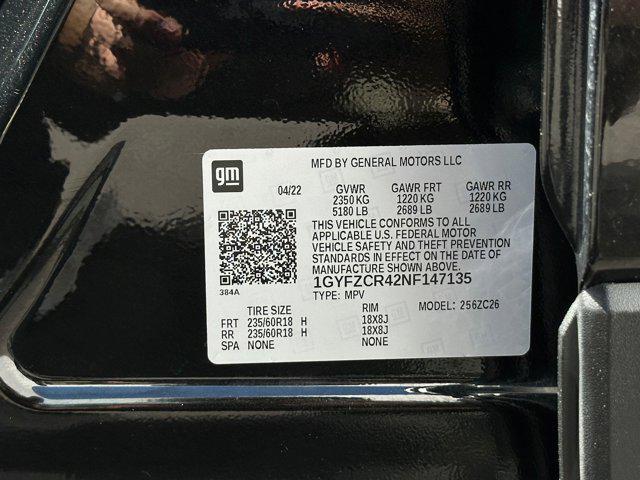 gm
MFD BY GENERAL MOTORS LLC
04/22 GVWR GAWR FRT GAWR RR
2350 KG 1220 KG 1220 KG
5180 LB 2689 LB 2689 LB
THIS VEHICLE CONFORMS TO ALL
APPLICABLE U.S. FEDERAL MOTOR
VEHICLE SAFETY AND THEFT PREVENTION
STANDARDS IN EFFECT ON THE DATE OF
MANUFACTURE SHOWN ABOVE.
1GYFZCR42NF147135
384A
TYPE: MPV
MODEL: 256ZC26
TIRE SIZE RIM
FRT 235/60R18 H 18X8J
RR 235/60R18 H 18X8J
SPA NONE NONE